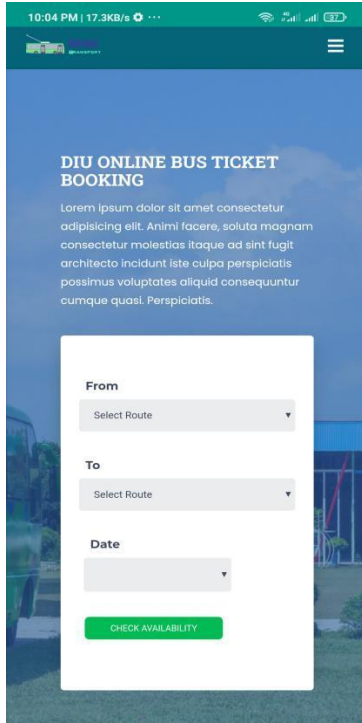 10:04 PM | 17.3KB/s ...
37
TRANSPORT
DIU ONLINE BUS TICKET
BOOKING
Lorem ipsum dolor sit amet consectetur
adipisicing elit. Animi facere, soluta magnam
consectetur molestias itaque ad sint fugit
architecto incidunt iste culpa perspiciatis
possimus voluptates aliquid consequuntur
cumque quasi. Perspiciatis.
From
Select Route
To
Select Route
Date
CHECK AVAILABILITY